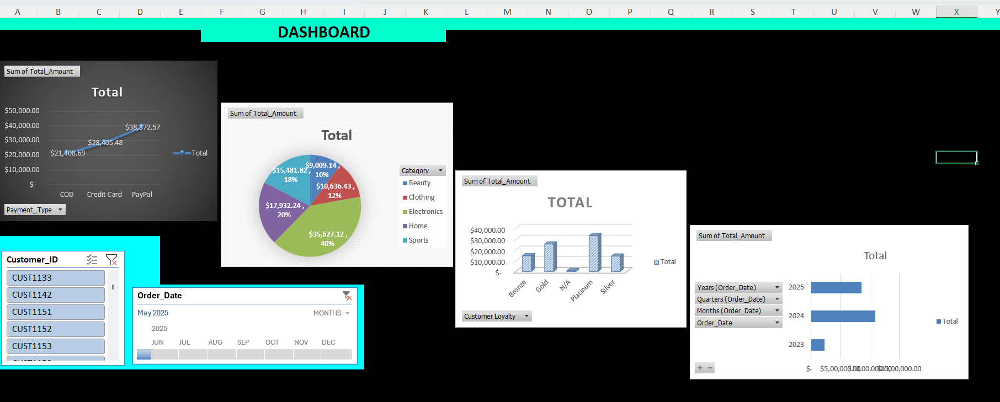 A B C D E F G H I J K L M N O P Q R S T U V W X Y
DASHBOARD
Sum of Total_Amount
Total
$50,000.00
$40,000.00
$30,000.00
$20,000.00
$10,000.00
$-
$21,408.69
$28,405.48
$38,872.57
COD Credit Card PayPal
Total
Payment_Type
Sum of Total_Amount
Total
$9,009.14 ,
10%
$10,636.43 ,
12%
$35,627.12 ,
40%
$17,932.24 ,
20%
$15,481.82 ,
18%
Category
Beauty
Clothing
Electronics
Home
Sports
Customer_ID
CUST1133
CUST1142
CUST1151
CUST1152
CUST1153
Order_Date
May 2025 MONTHS
2025
JUN JUL AUG SEP OCT NOV DEC
Sum of Total_Amount
TOTAL
$40,000.00
$30,000.00
$20,000.00
$10,000.00
$-
Bronze Gold N/A Platinum Silver
Total
Customer Loyalty
Sum of Total_Amount
Total
Years (Order_Date)
Quarters (Order_Date)
Months (Order_Date)
Order_Date
2025
2024
2023
Total
$-